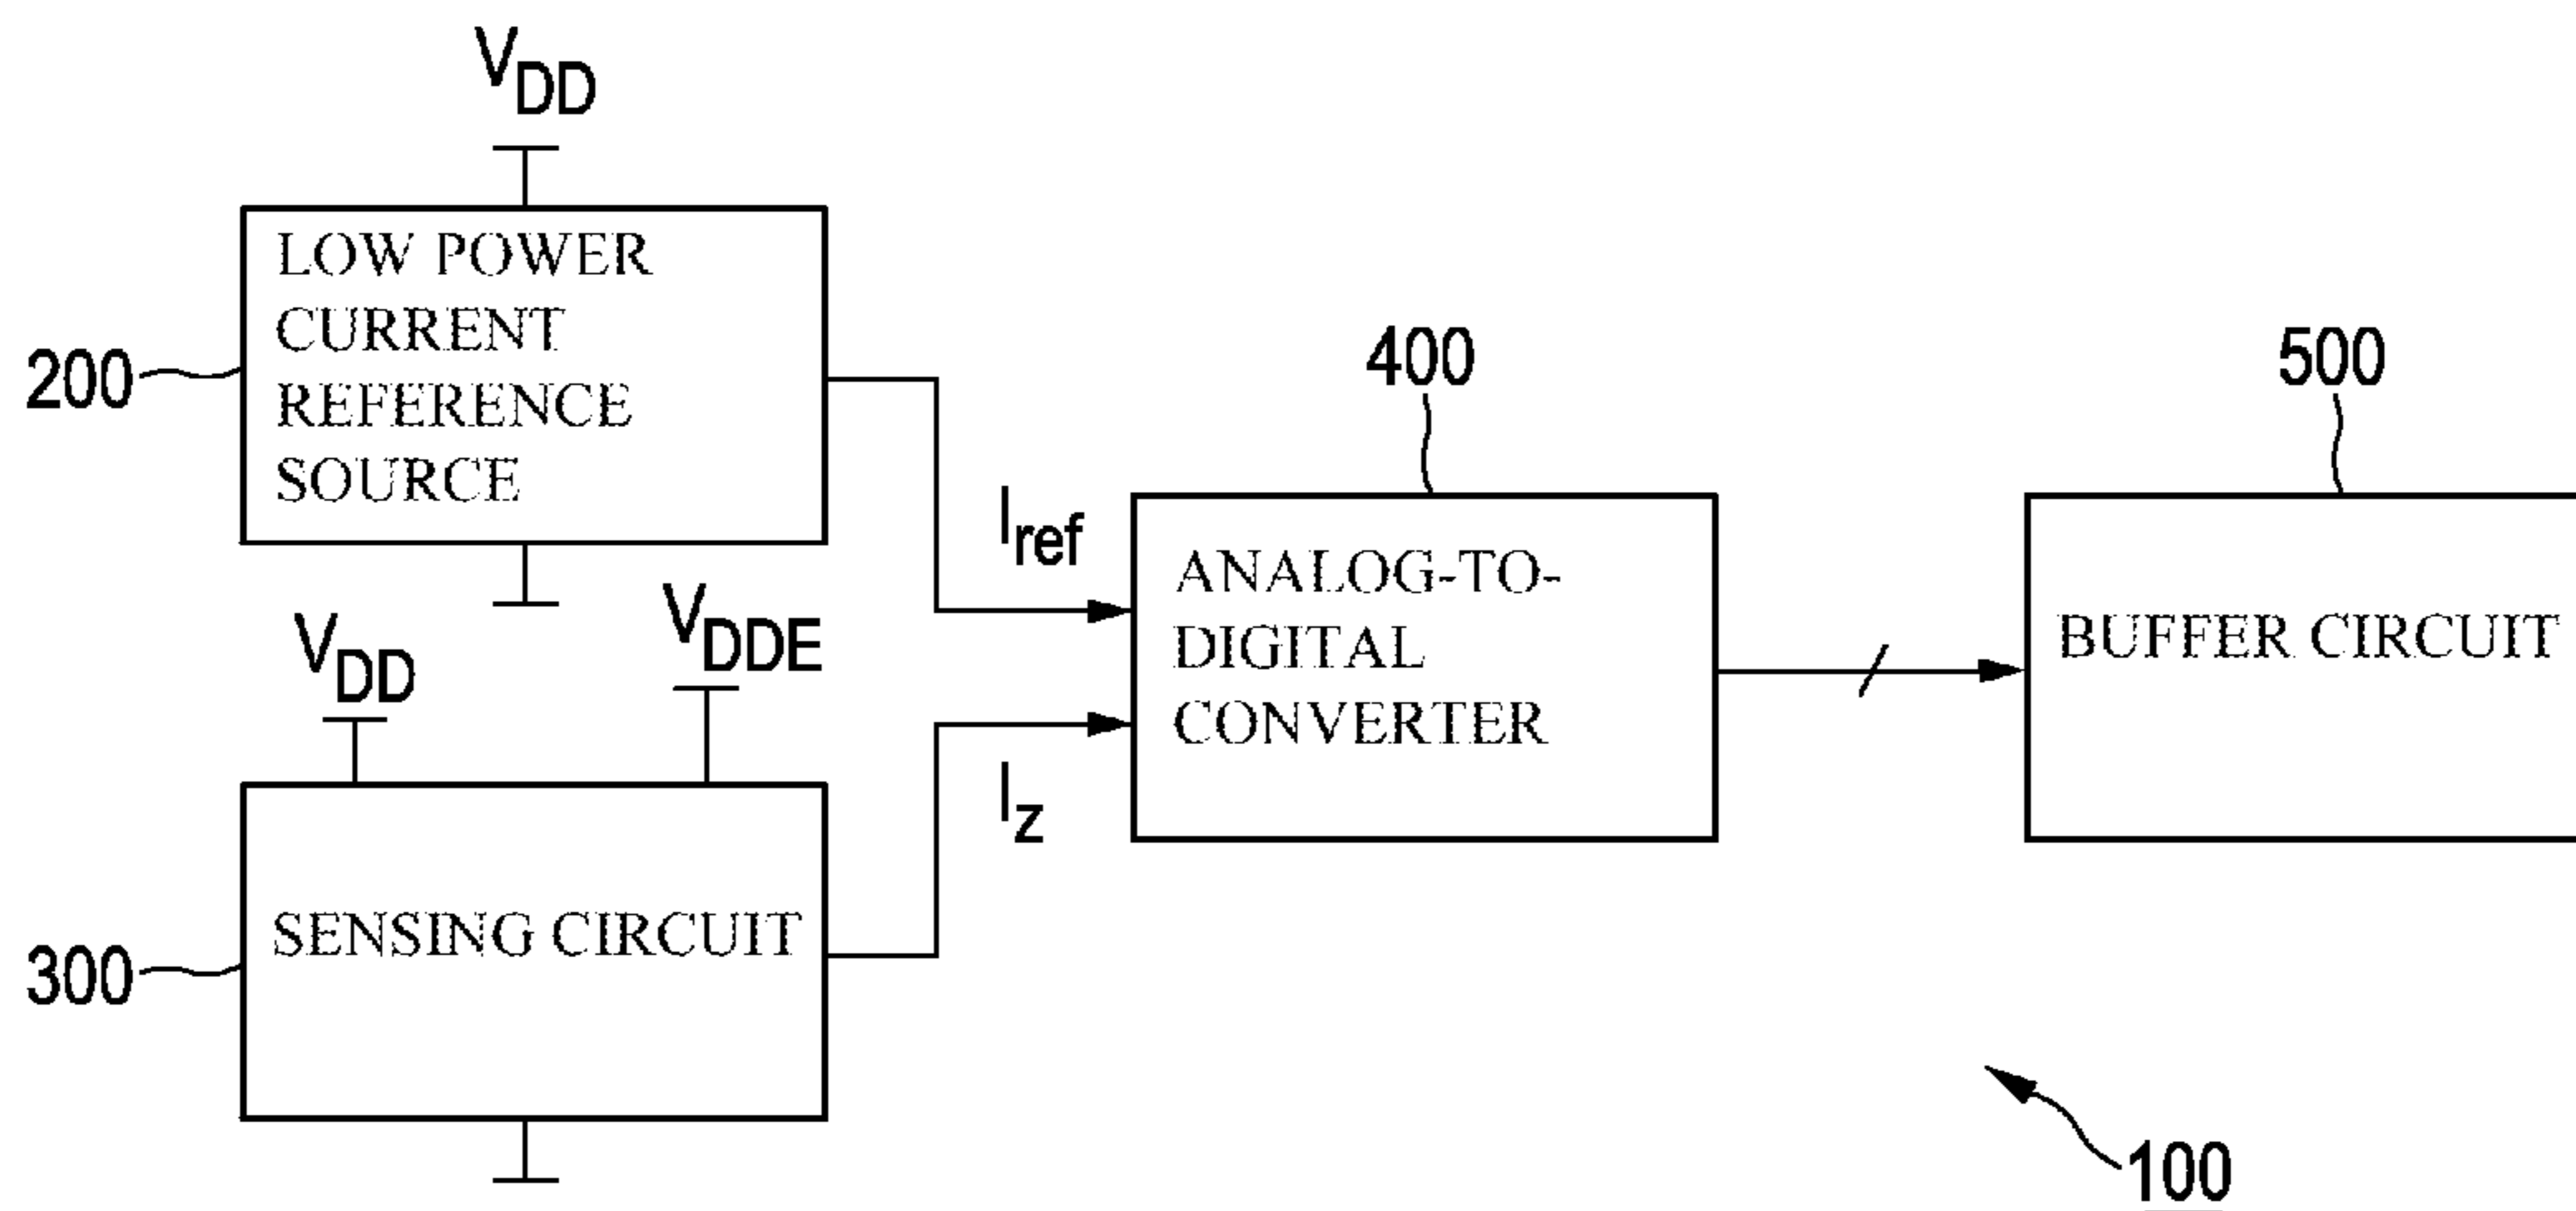 VDD
LOW POWER
CURRENT
REFERENCE
SOURCE
200
Iref
400
500
ANALOG-TO-
DIGITAL
CONVERTER
BUFFER CIRCUIT
VDD
VDDE
Iz
SENSING CIRCUIT
300
100